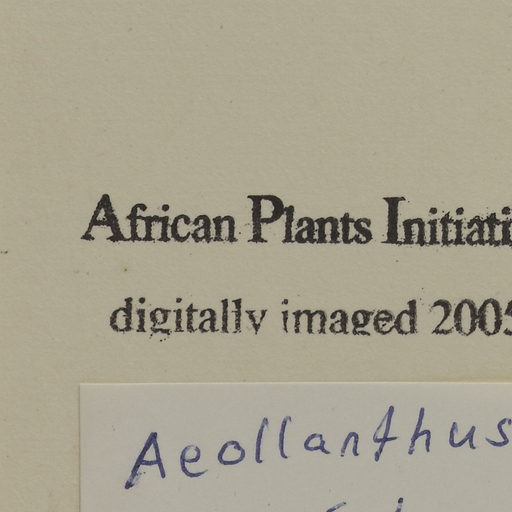 African Plants Initiati
digitally imaged 2005
Aeollanthus